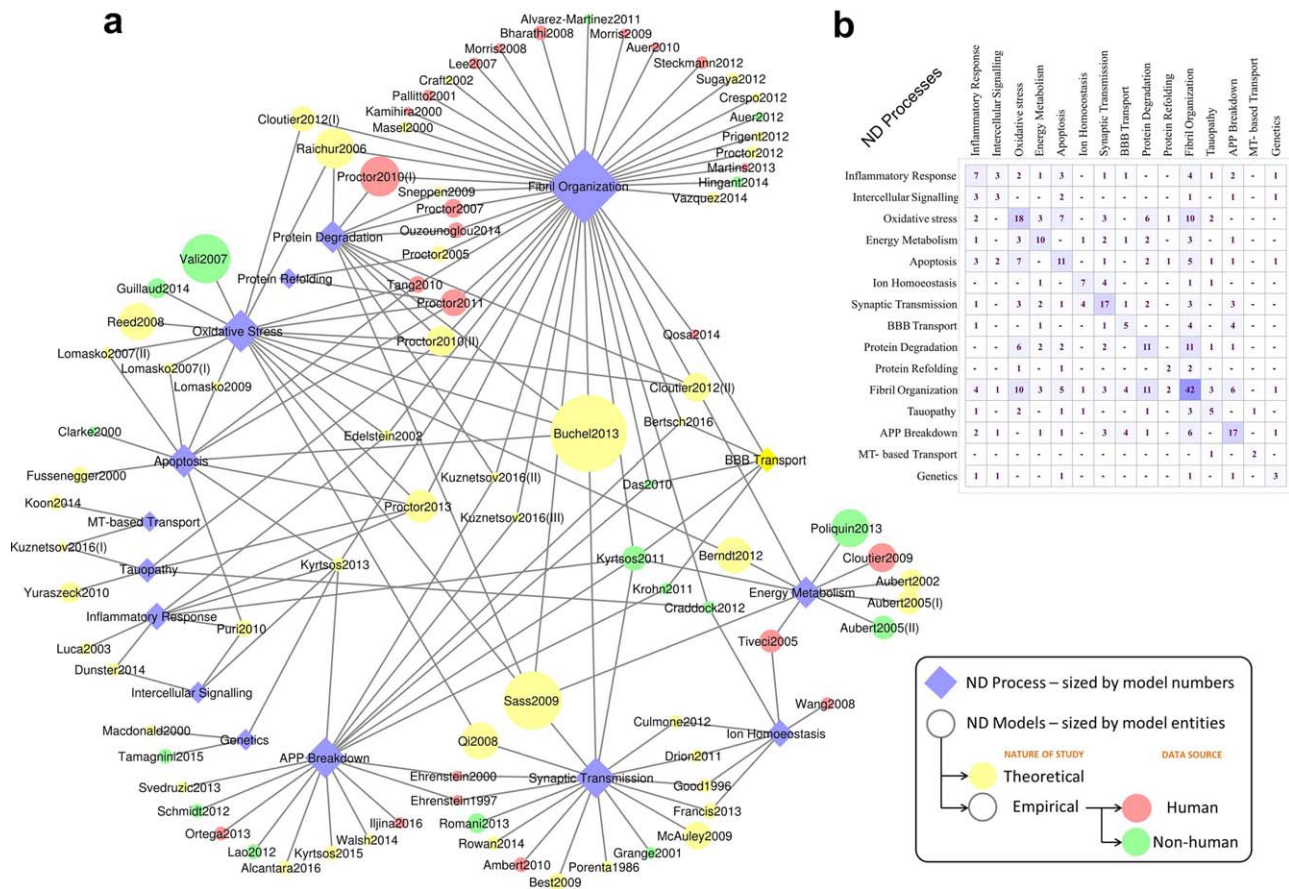 a
Alvarez-Martinez2011
Bharathi2008
Morris2009
Morris2008
Auer2010
Lee2007
Steckmann2012
Craft2002
Sugaya2012
Pallitto2001
Crespo2012
Kamihira2000
Auer2012
Cloutier2012(I)
Masel2000
Prigent2012
Raichur2006
Proctor2012
Proctor2010(I)
Martins2013
Fibril Organization
Sneppen2009
Hingant2014
Proctor2007
Vazquez2014
Protein Degradation
Ouzounoglou2014
Vali2007
Proctor2005
Protein Refolding
Tang2010
Guillaud2014
Proctor2011
Reed2008
Oxidative Stress
Qosa2014
Proctor2010(II)
Lomasko2007(II)
Lomasko2007(I)
Cloutier2012(II)
Lomasko2009
Bertsch2016
Clarke2000
Edelstein2002
Buchel2013
Apoptosis
BBB Transport
Fussenegger2000
Kuznetsov2016(II)
Das2010
Koon2014
Proctor2013
MT-based Transport
Kuznetsov2016(III)
Poliquin2013
Kuznetsov2016(I)
Berndt2012
Cloutier2009
Tauopathy
Kyrtsos2013
Kyrtsos2011
Aubert2002
Yuraszeck2010
Krohn2011
Energy Metabolism
Aubert2005(I)
Inflammatory Response
Craddock2012
Puri2010
Aubert2005(II)
Luca2003
Tiveci2005
Dunster2014
Intercellular Signalling
Sass2009
Wang2008
Macdonald2000
Culmone2012
Genetics
Qi2008
Ion Homoeostasis
Tamagnini2015
APP Breakdown
Drion2011
Ehrenstein2000
Synaptic Transmission
Svedruzic2013
Good1996
Ehrenstein1997
Schmidt2012
Francis2013
Iljina2016
Romani2013
Ortega2013
McAuley2009
Walsh2014
Rowan2014
Lao2012
Kyrtsos2015
Grange2001
Alcantara2016
Ambert2010
Porenta1986
Best2009
b
ND Processes
Inflammatory Response
Intercellular Signalling
Oxidative stress
Energy Metabolism
Apoptosis
Ion Homoeostasis
Synaptic Transmission
BBB Transport
Protein Degradation
Protein Refolding
Fibril Organization
Tauopathy
APP Breakdown
MT- based Transport
Genetics
Inflammatory Response 7 3 2 1 3 - 1 1 - - 4 1 2 - 1
Intercellular Signalling 3 3 - - 2 - - - - - 1 - 1 - 1
Oxidative stress 2 - 18 3 7 - 3 - 6 1 10 2 - - -
Energy Metabolism 1 - 3 10 - 1 2 1 2 - 3 - 1 - -
Apoptosis 3 2 7 - 11 - 1 - 2 1 5 1 1 - 1
Ion Homoeostasis - - - 1 - 7 4 - - - 1 1 - - -
Synaptic Transmission 1 - 3 2 1 4 17 1 2 - 3 - 3 - -
BBB Transport 1 - - 1 - - 1 5 - - 4 - 4 - -
Protein Degradation - - 6 2 2 - 2 - 11 - 11 1 1 - -
Protein Refolding - - 1 - 1 - - - - 2 2 - - - -
Fibril Organization 4 1 10 3 5 1 3 4 11 2 42 3 6 - 1
Tauopathy 1 - 2 - 1 1 - - 1 - 3 5 - 1 -
APP Breakdown 2 1 - 1 1 - 3 4 1 - 6 - 17 - 1
MT- based Transport - - - - - - - - - - - 1 - 2 -
Genetics 1 1 - - 1 - - - - - 1 - 1 - 3
ND Process – sized by model numbers
ND Models – sized by model entities
NATURE OF STUDY
DATA SOURCE
Theoretical
Empirical
Human
Non-human